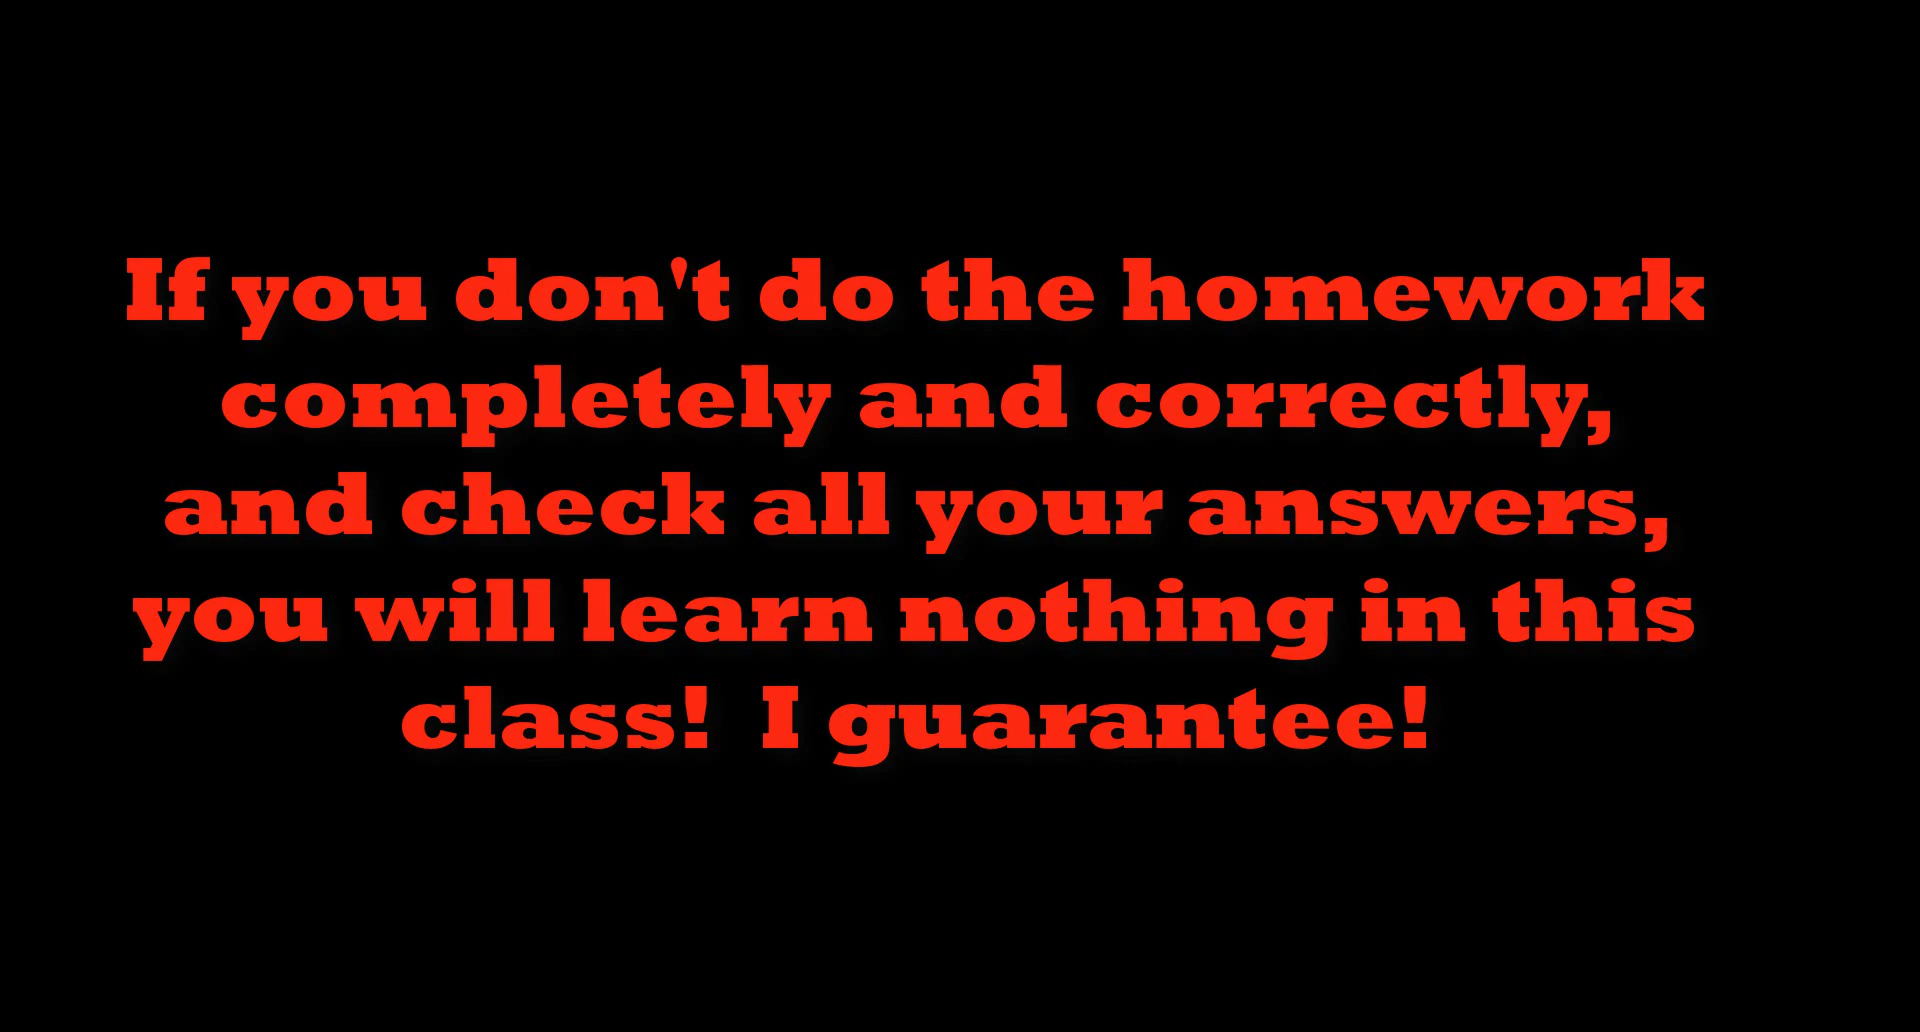 If you don't do the homework
completely and correctly,
and check all your answers,
you will learn nothing in this
class!  I guarantee!